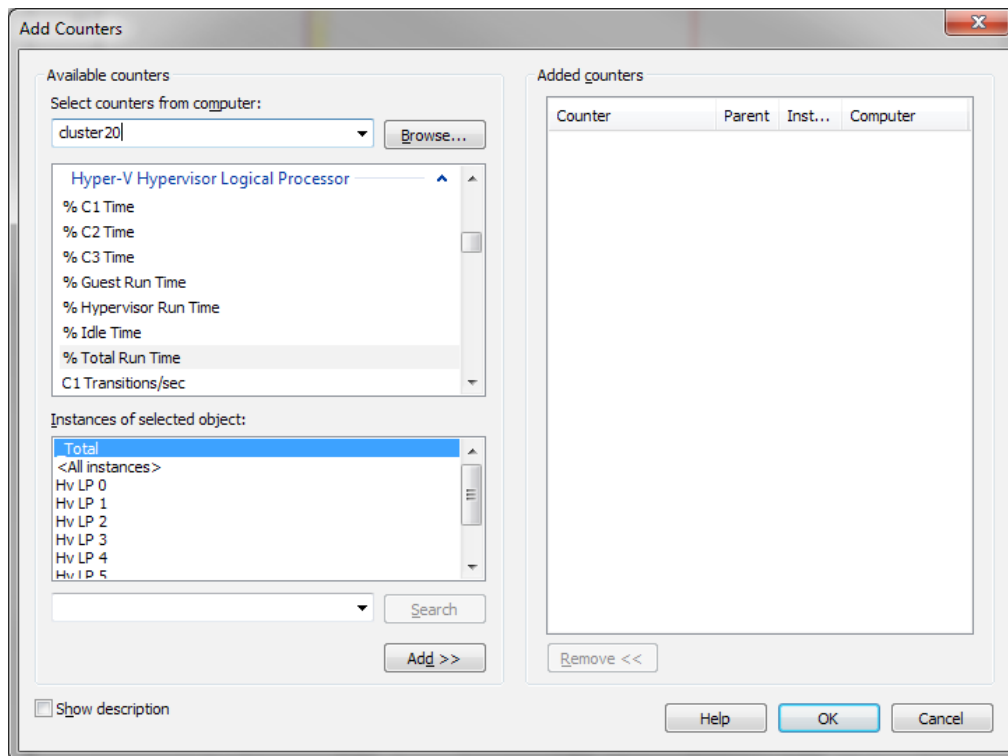 Add Counters
Available counters
Select counters from computer:
cluster20
Browse...
Hyper-V Hypervisor Logical Processor
% C1 Time
% C2 Time
% C3 Time
% Guest Run Time
% Hypervisor Run Time
% Idle Time
% Total Run Time
C1 Transitions/sec
Instances of selected object:
_Total
<All instances>
Hv LP 0
Hv LP 1
Hv LP 2
Hv LP 3
Hv LP 4
Hv LP 5
Search
Add >>
Show description
Added counters
Counter Parent Inst... Computer
Remove <<
Help OK Cancel